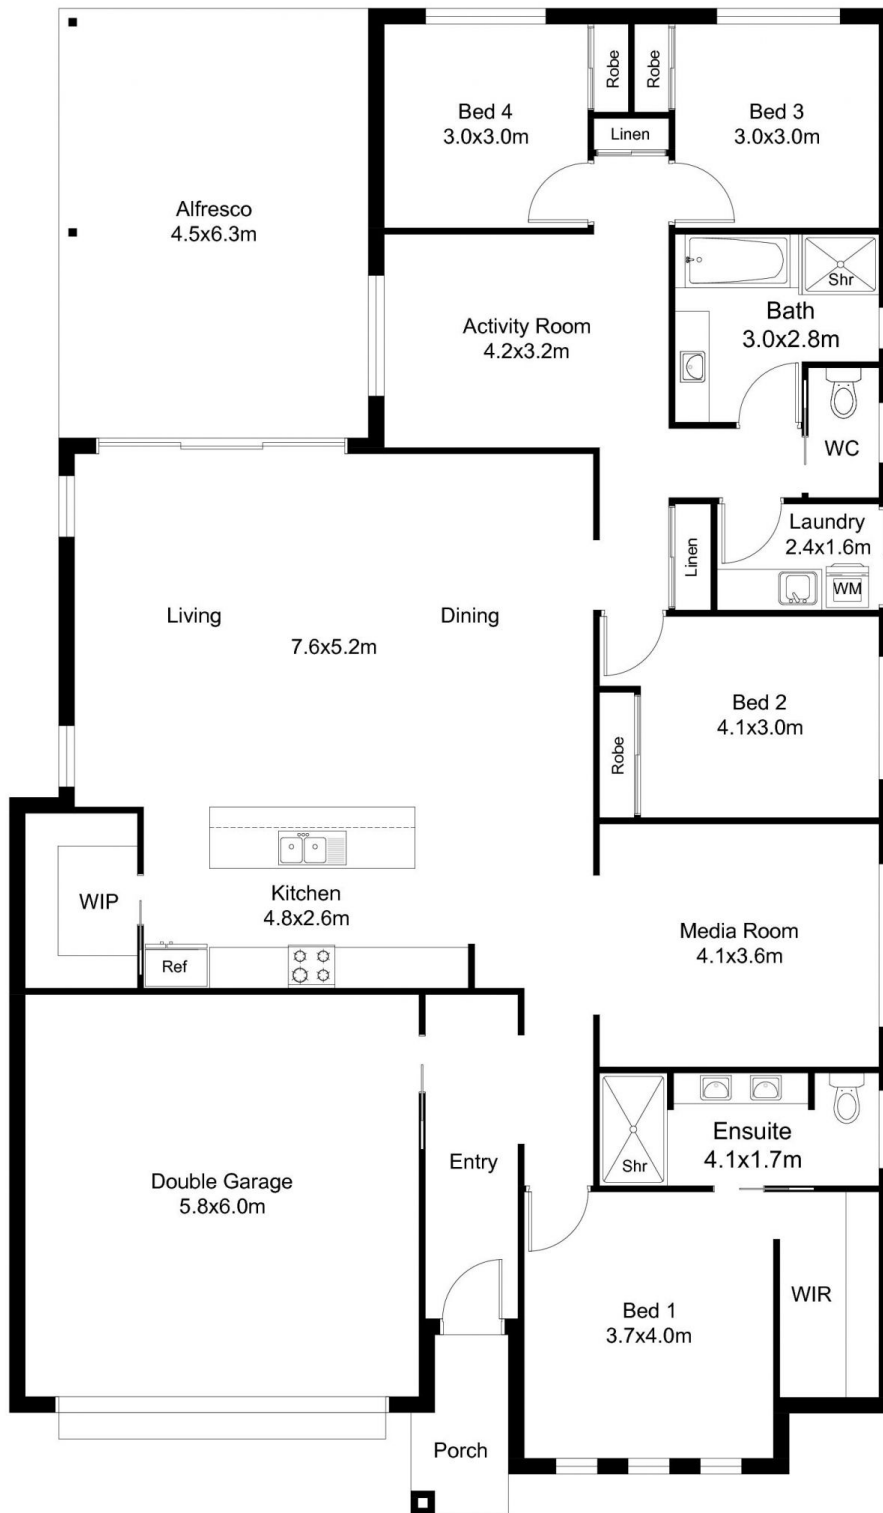 Bed 4
3.0x3.0m
Robe
Robe
Bed 3
3.0x3.0m
Linen
Alfresco
4.5x6.3m
Activity Room
4.2x3.2m
Shr
Bath
3.0x2.8m
WC
Laundry
2.4x1.6m
Linen
WM
Living
Dining
7.6x5.2m
Bed 2
4.1x3.0m
Robe
WIP
Kitchen
4.8x2.6m
Ref
Media Room
4.1x3.6m
Ensuite
4.1x1.7m
Shr
Entry
Double Garage
5.8x6.0m
Bed 1
3.7x4.0m
WIR
Porch